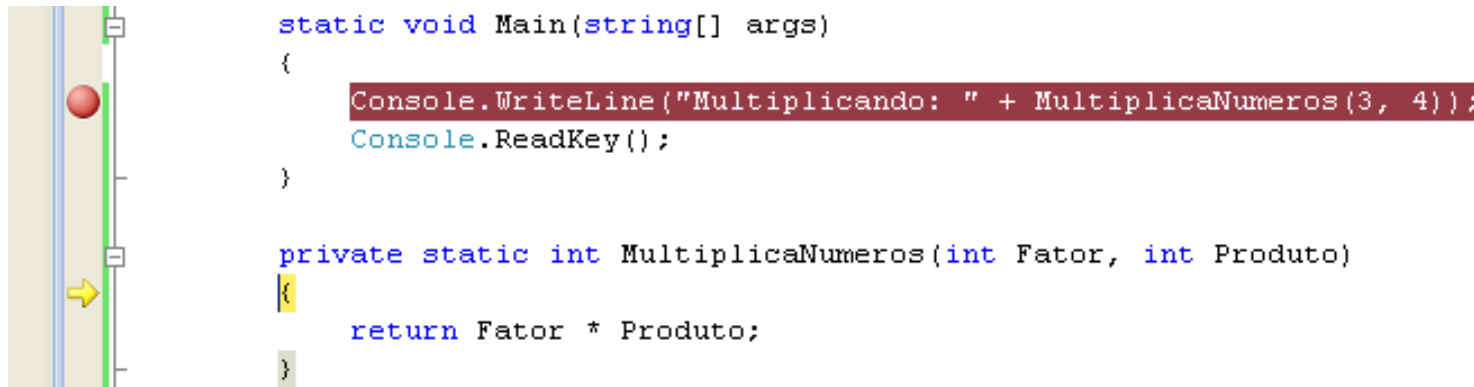 static void Main(string[] args)
{
Console.WriteLine("Multiplicando: " + MultiplicaNumeros(3, 4));
Console.ReadKey();
}
private static int MultiplicaNumeros(int Fator, int Produto)
{
return Fator * Produto;
}